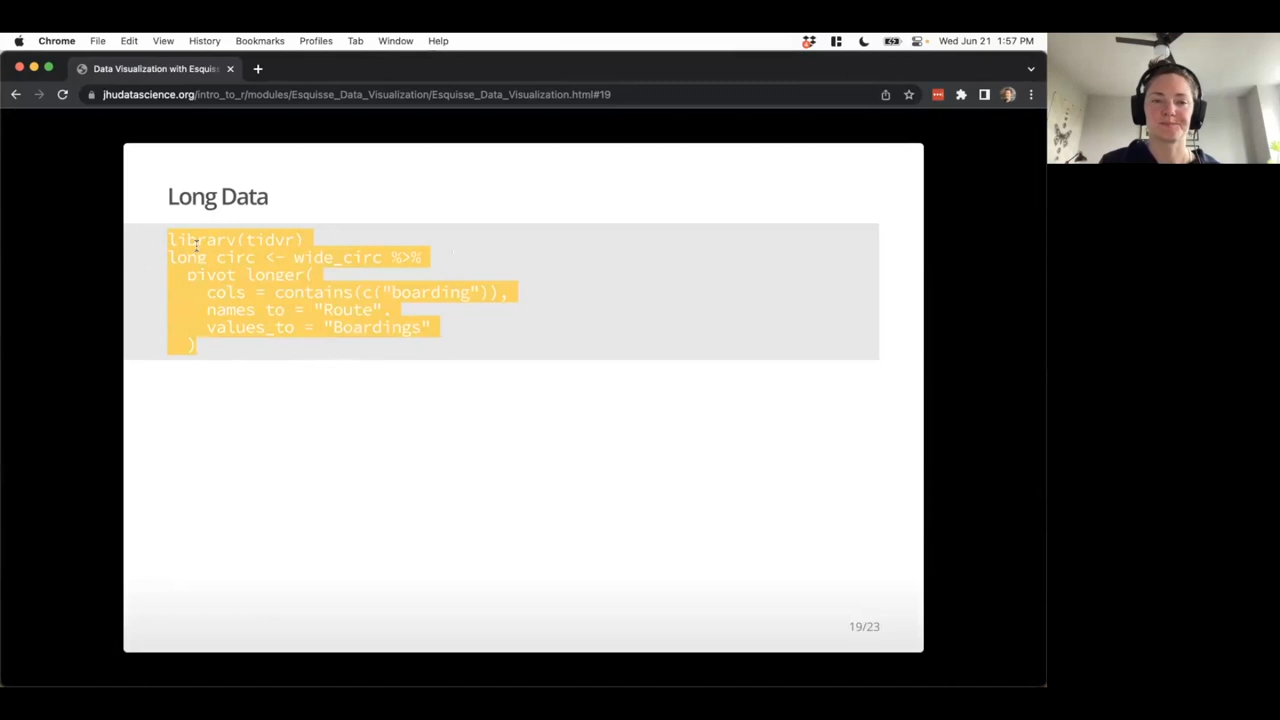 Chrome File Edit View History Bookmarks Profiles Tab Window Help Wed Jun 21 1:57 PM
Data Visualization with Esquiss
jhudatascience.org/intro_to_r/modules/Esquisse_Data_Visualization/Esquisse_Data_Visualization.html#19
Long Data
library(tidyr)
long_circ <- wide_circ %>%
pivot_longer(
cols = contains(c("boarding")),
names_to = "Route",
values_to = "Boardings"
)
19/23